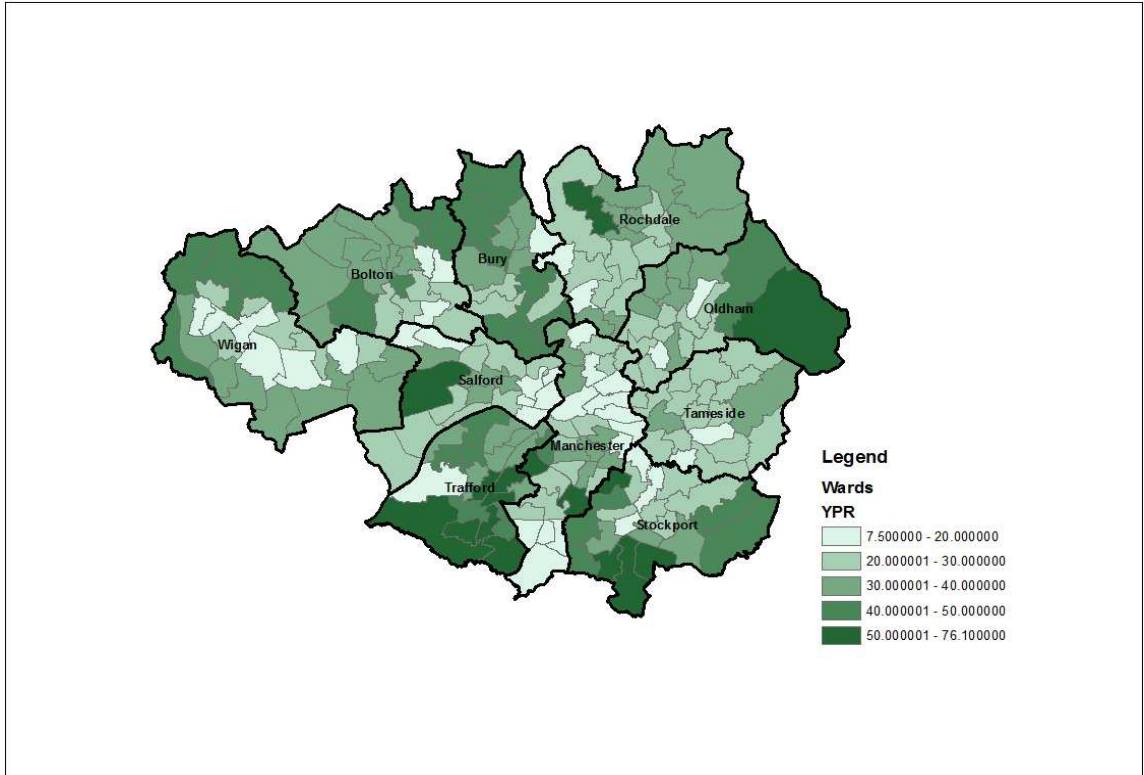 Rochdale
Bury
Bolton
Oldham
Wigan
Salford
Tameside
Manchester
Trafford
Stockport
Legend
Wards
YPR
7.500000 - 20.000000
20.000001 - 30.000000
30.000001 - 40.000000
40.000001 - 50.000000
50.000001 - 76.100000